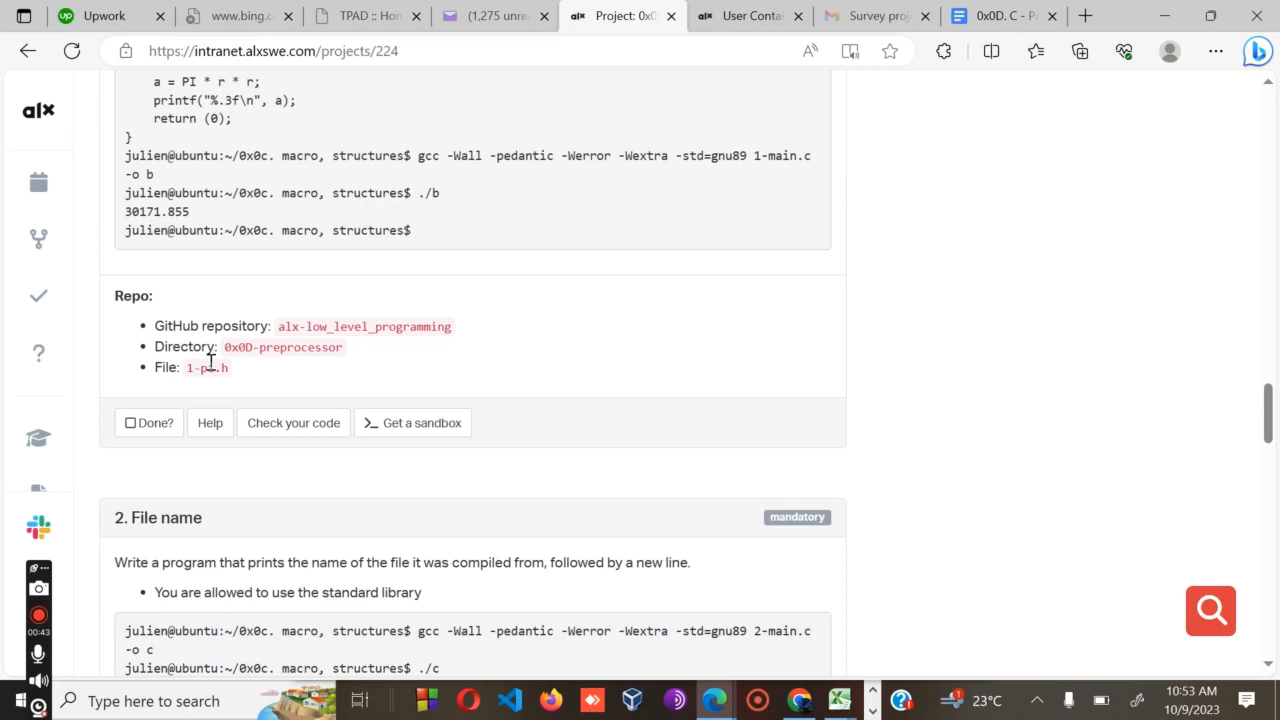 Upwork
www.bing.c
TPAD :: Hon
(1,275 unre
Project: 0x0
User Contai
Survey proj
0x0D. C - Pr
https://intranet.alxswe.com/projects/224
alx
a = PI * r * r;
printf("%.3f\n", a);
return (0);
}
julien@ubuntu:~/0x0c. macro, structures$ gcc -Wall -pedantic -Werror -Wextra -std=gnu89 1-main.c
-o b
julien@ubuntu:~/0x0c. macro, structures$ ./b
30171.855
julien@ubuntu:~/0x0c. macro, structures$
Repo:
GitHub repository: alx-low_level_programming
Directory: 0x0D-preprocessor
File: 1-pi.h
Done? Help Check your code Get a sandbox
2. File name mandatory
Write a program that prints the name of the file it was compiled from, followed by a new line.
You are allowed to use the standard library
julien@ubuntu:~/0x0c. macro, structures$ gcc -Wall -pedantic -Werror -Wextra -std=gnu89 2-main.c
-o c
julien@ubuntu:~/0x0c. macro, structures$ ./c
00:43
Type here to search
23°C
10:53 AM
10/9/2023